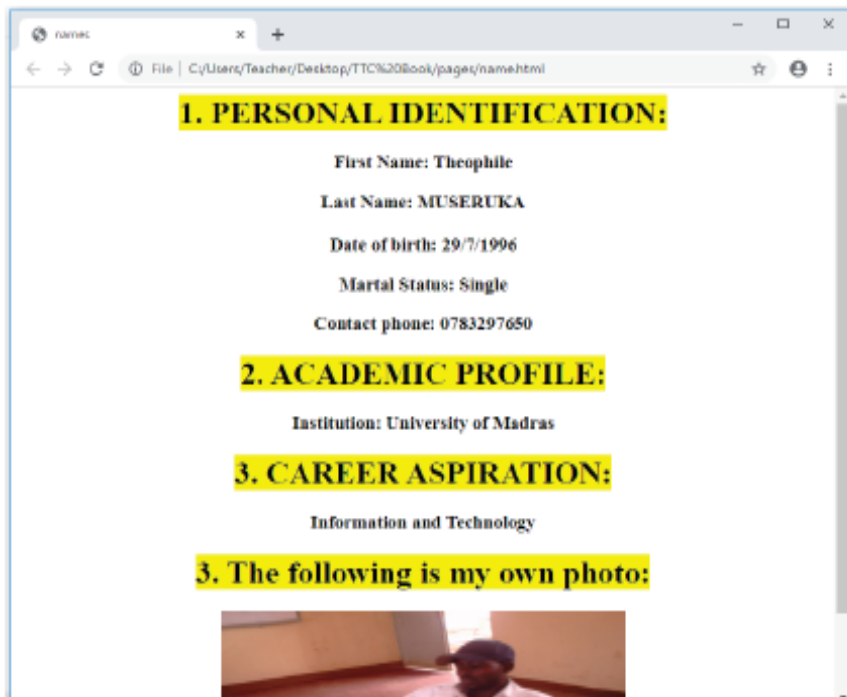 names
File | C:/Users/Teacher/Desktop/TTC%20Book/pages/name.html
1. PERSONAL IDENTIFICATION:
First Name: Theophile
Last Name: MUSERUKA
Date of birth: 29/7/1996
Martal Status: Single
Contact phone: 0783297650
2. ACADEMIC PROFILE:
Institution: University of Madras
3. CAREER ASPIRATION:
Information and Technology
3. The following is my own photo: